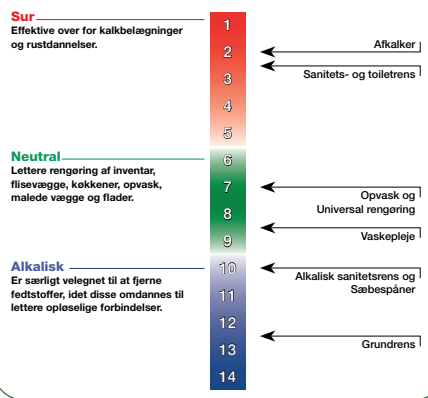 Sur
Effektive over for kalkbelægninger
og rustdannelser.
Neutral
Lettere rengøring af inventar,
flisevægge, køkkener, opvask,
malede vægge og flader.
Alkalisk
Er særligt velegnet til at fjerne
fedtstoffer, idet disse omdannes til
lettere opløselige forbindelser.
1
2
3
4
5
6
7
8
9
10
11
12
13
14
Afkalker
Sanitets- og toiletrens
Opvask og
Universal rengøring
Vaskepleje
Alkalisk sanitetsrens og
Sæbespåner
Grundrens